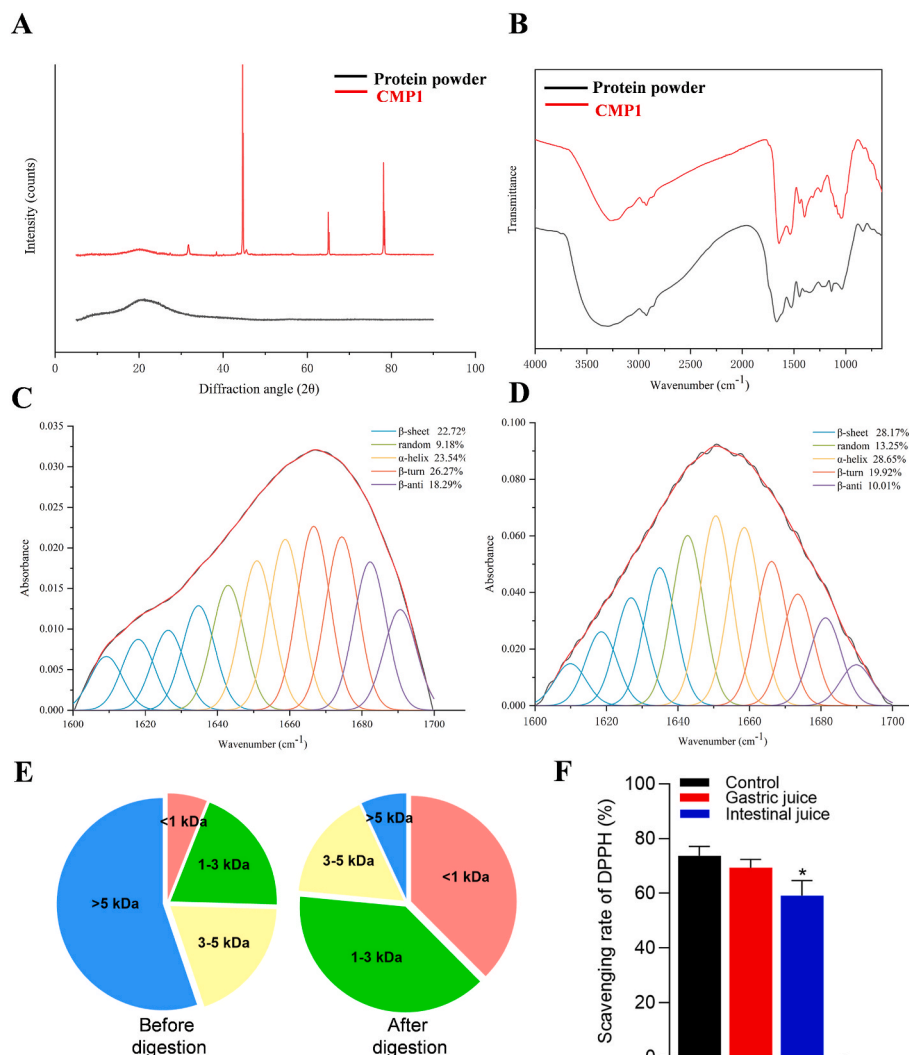 A
Protein powder
CMP1
Intensity (counts)
0 20 40 60 80 100
Diffraction angle (2θ)
B
Protein powder
CMP1
Transmittance
4000 3500 3000 2500 2000 1500 1000
Wavenumber (cm-1)
C
β-sheet 22.72%
random 9.18%
α-helix 23.54%
β-turn 26.27%
β-anti 18.29%
0.035
0.030
0.025
0.020
0.015
0.010
0.005
0.000
Absorbance
1600 1620 1640 1660 1680 1700
Wavenumber (cm-1)
D
β-sheet 28.17%
random 13.25%
α-helix 28.65%
β-turn 19.92%
β-anti 10.01%
0.100
0.080
0.060
0.040
0.020
0.000
Absorbance
1600 1620 1640 1660 1680 1700
Wavenumber (cm-1)
E
<1 kDa
1-3 kDa
3-5 kDa
>5 kDa
Before
digestion
>5 kDa
3-5 kDa
<1 kDa
1-3 kDa
After
digestion
F
Control
Gastric juice
Intestinal juice
Scavenging rate of DPPH (%)
100
80
60
40
20
0
*